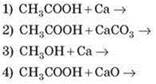 1) CH₃COOH + Ca →
2) CH₃COOH + CaCO₃ →
3) CH₃OH + Ca →
4) CH₃COOH + CaO →